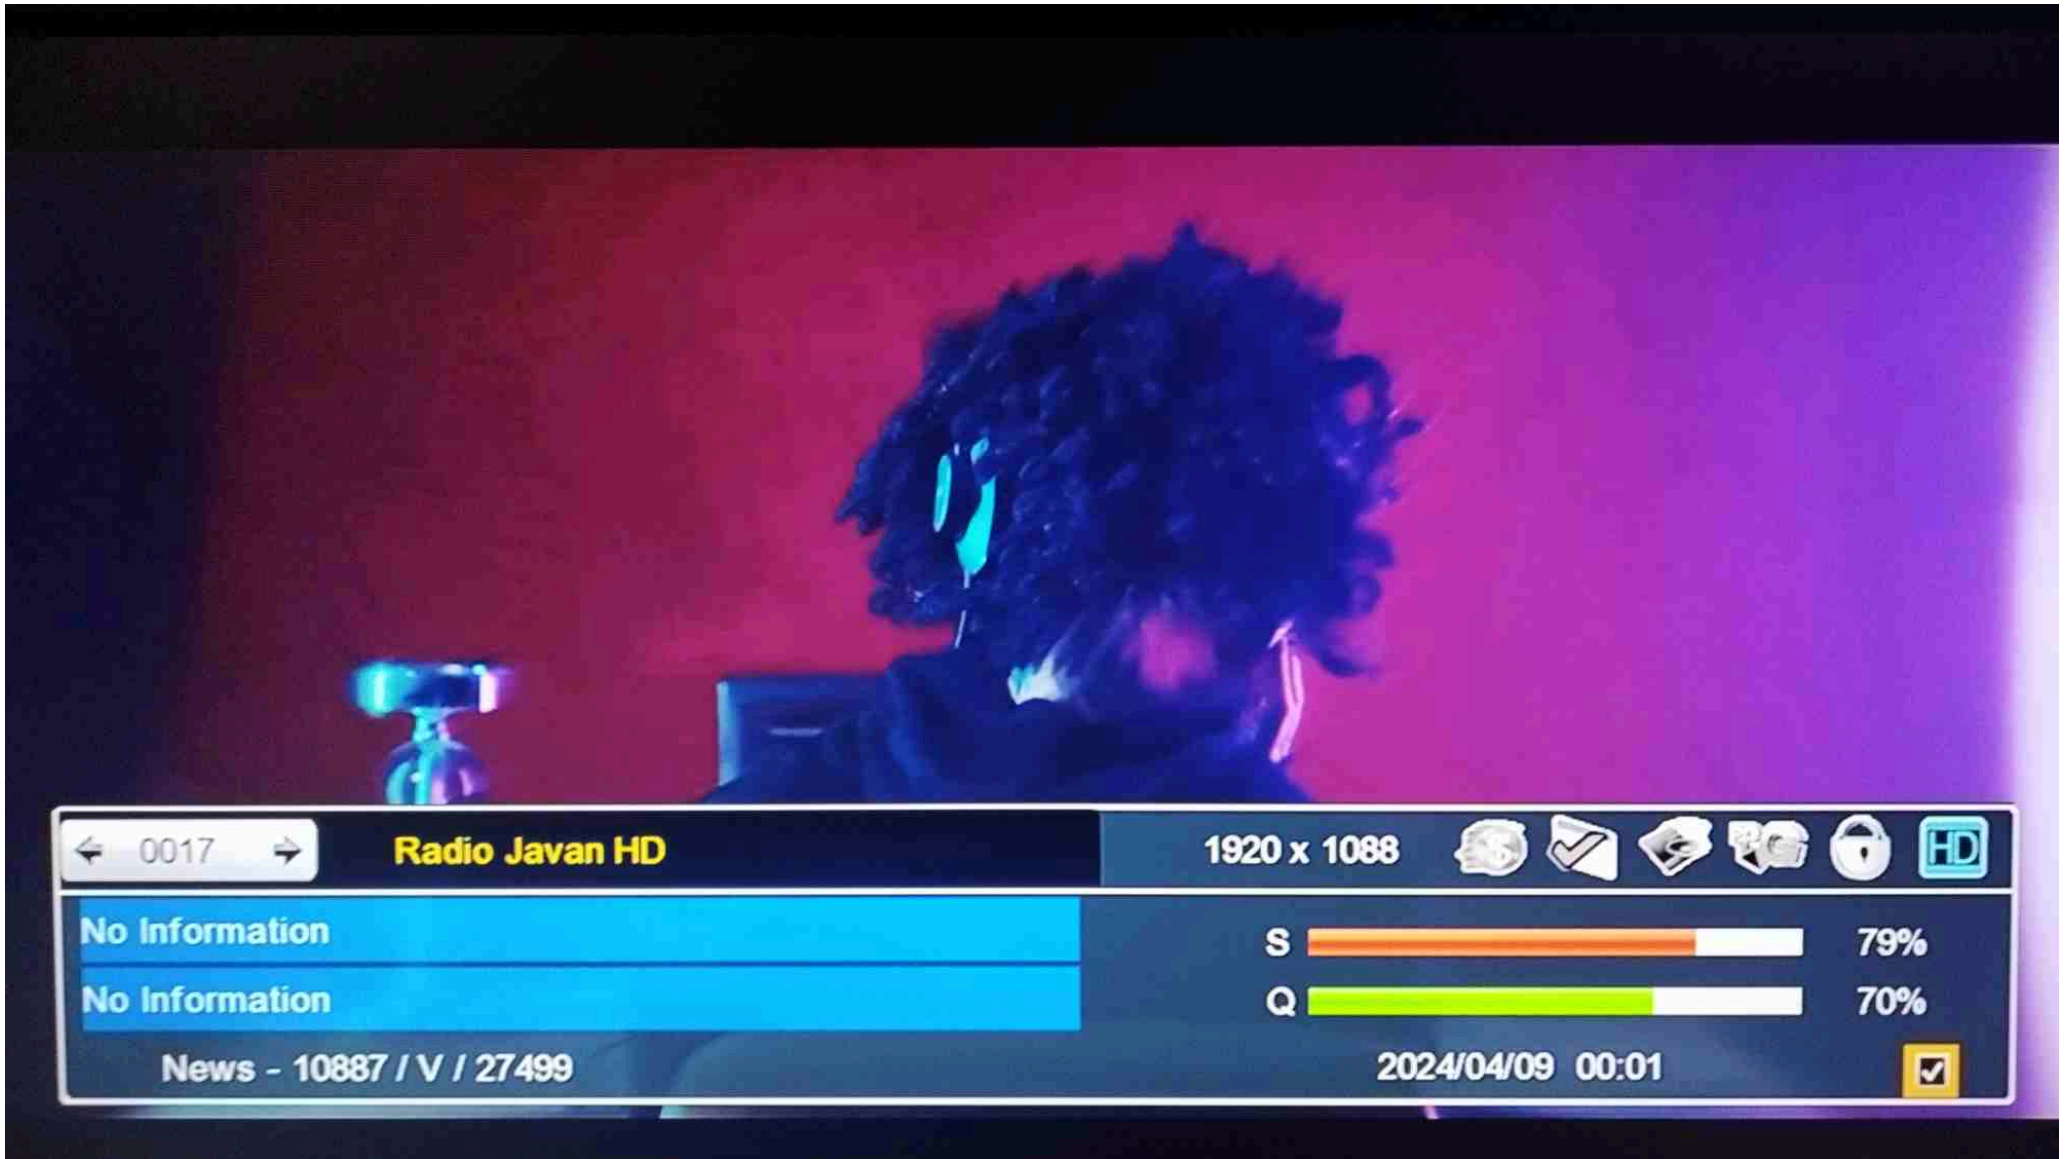 0017
Radio Javan HD
1920 x 1088
HD
No Information
S 79%
No Information
Q 70%
News - 10887 / V / 27499
2024/04/09 00:01